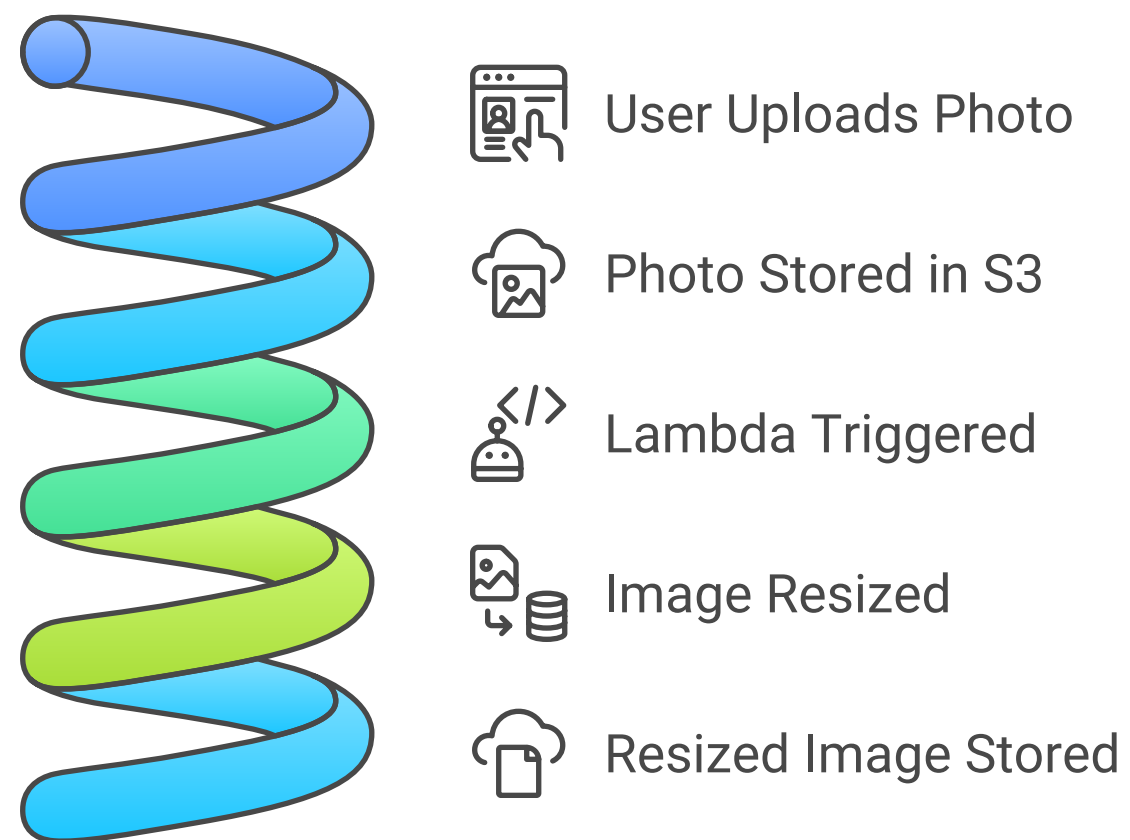 User Uploads Photo
Photo Stored in S3
Lambda Triggered
Image Resized
Resized Image Stored